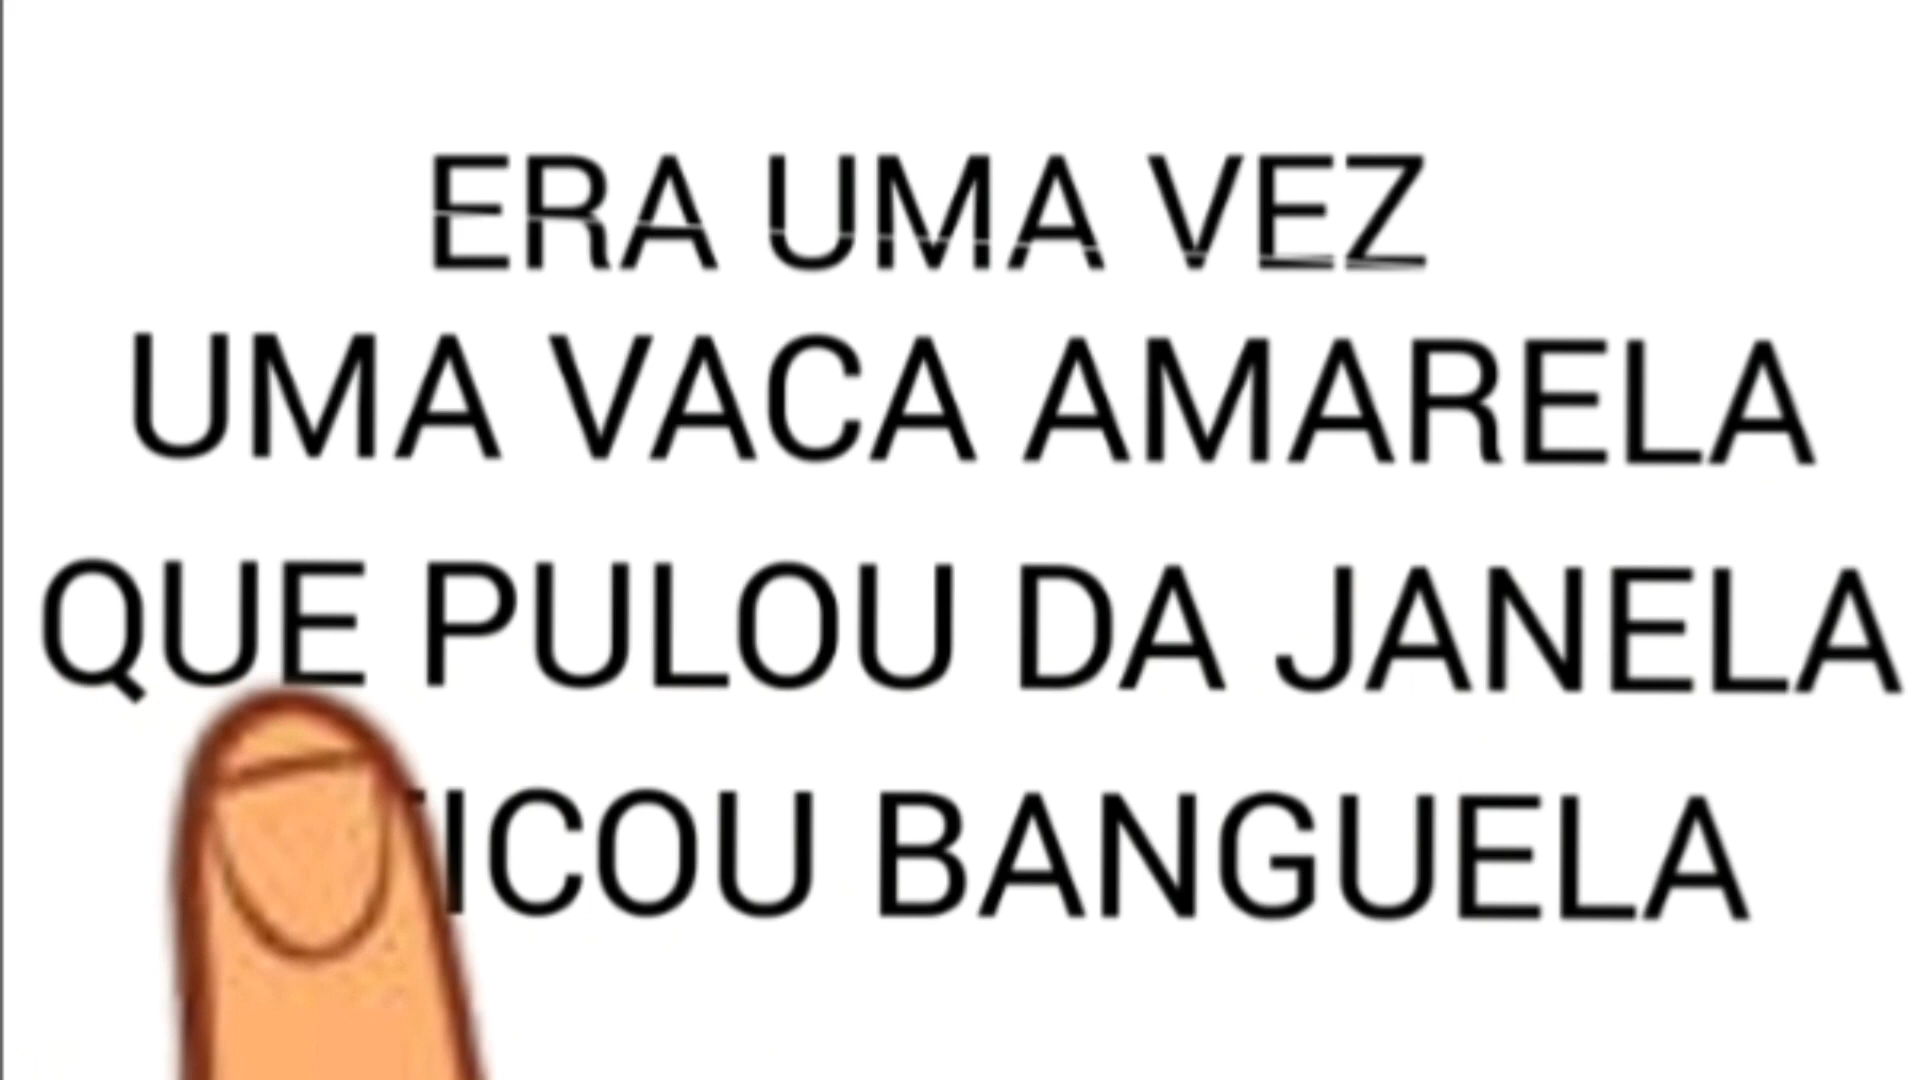 ERA UMA VEZ
UMA VACA AMARELA
QUE PULOU DA JANELA
BANGUELA